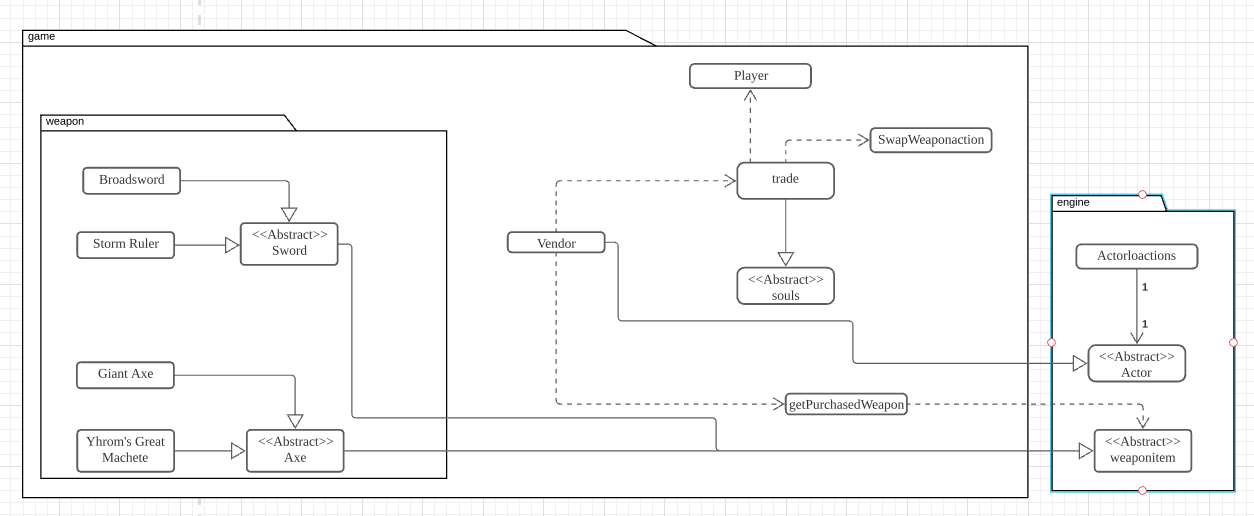 game
Player
weapon
SwapWeaponaction
Broadsword
trade
engine
Storm Ruler
<<Abstract>>
Sword
Vendor
Actorloactions
<<Abstract>>
souls
1
1
<<Abstract>>
Actor
Giant Axe
getPurchasedWeapon
Yhrom's Great
Machete
<<Abstract>>
Axe
<<Abstract>>
weaponitem